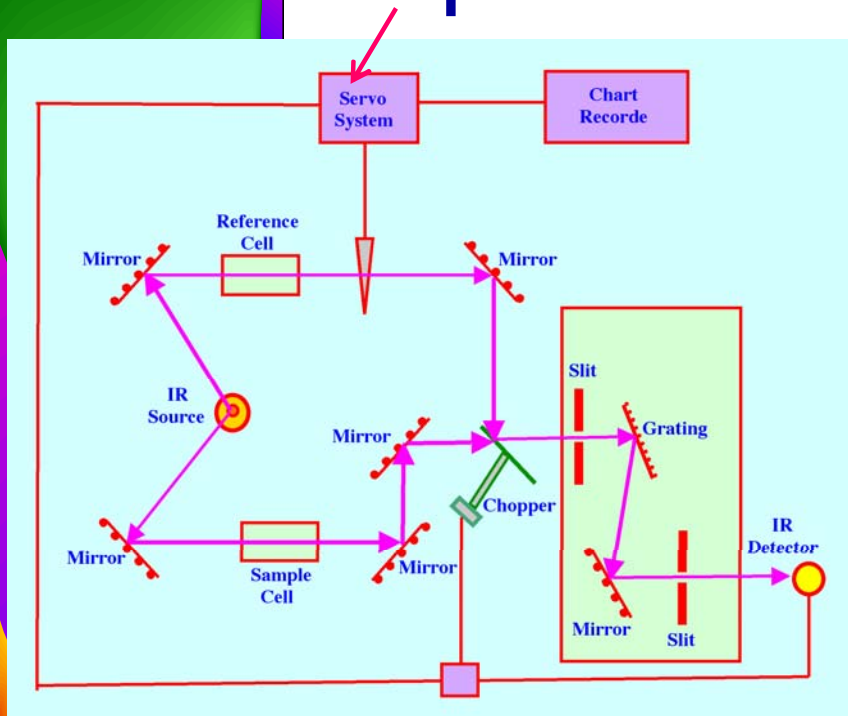 Servo
System
Chart
Recorde
Reference
Cell
Mirror
Mirror
IR
Source
Slit
Mirror
Grating
Chopper
IR
Detector
Mirror
Sample
Cell
Mirror
Mirror
Slit